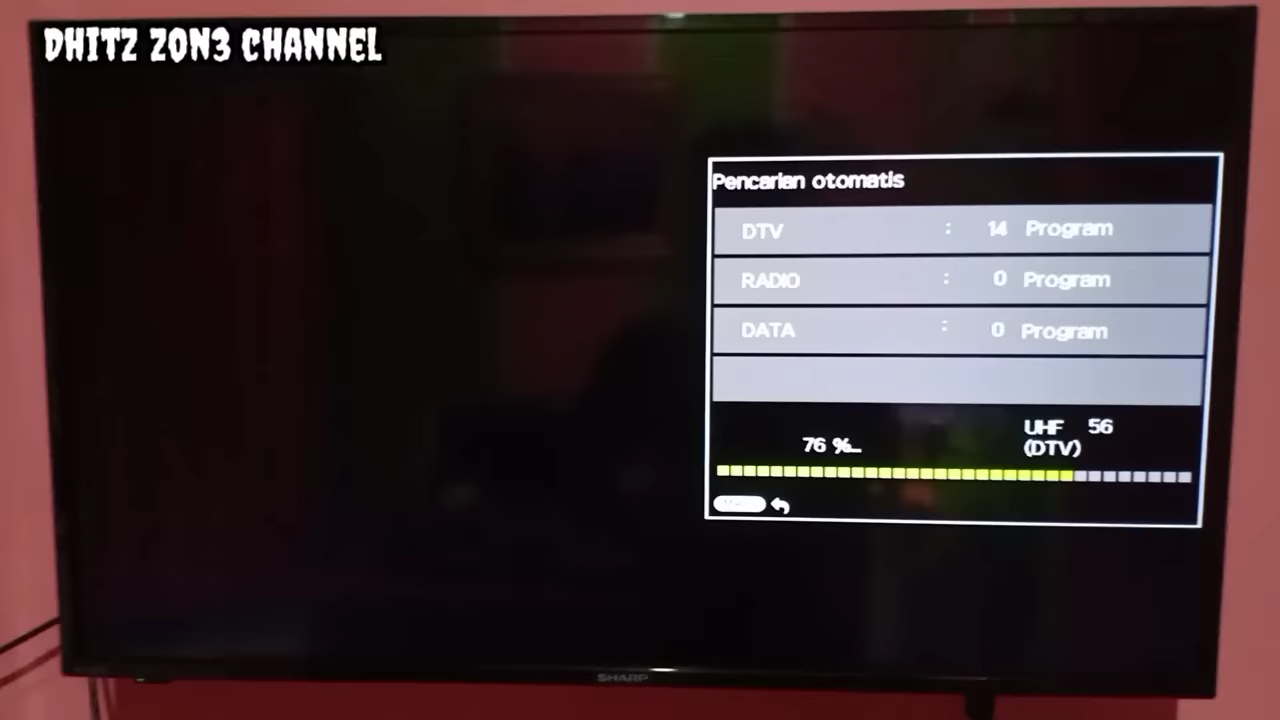 DHITZ ZON3 CHANNEL
Pencarian otomatis
DTV : 14 Program
RADIO : 0 Program
DATA : 0 Program
76 %...
UHF 56
(DTV)
SHARP